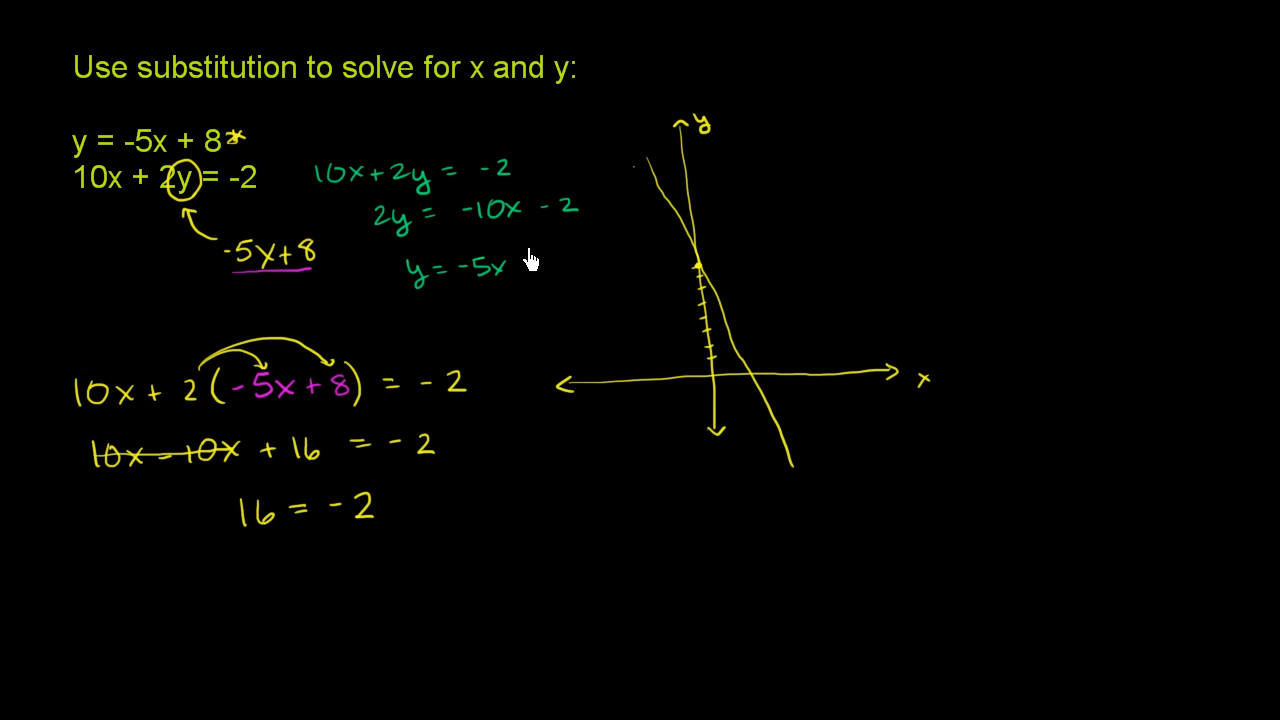 Use substitution to solve for x and y:
y = -5x + 8*
10x + 2y = -2
-5x+8
10x+2y = -2
2y = -10x - 2
y = -5x
10x + 2(-5x+8) = -2
10x - 10x + 16 = -2
16 = -2
y
x